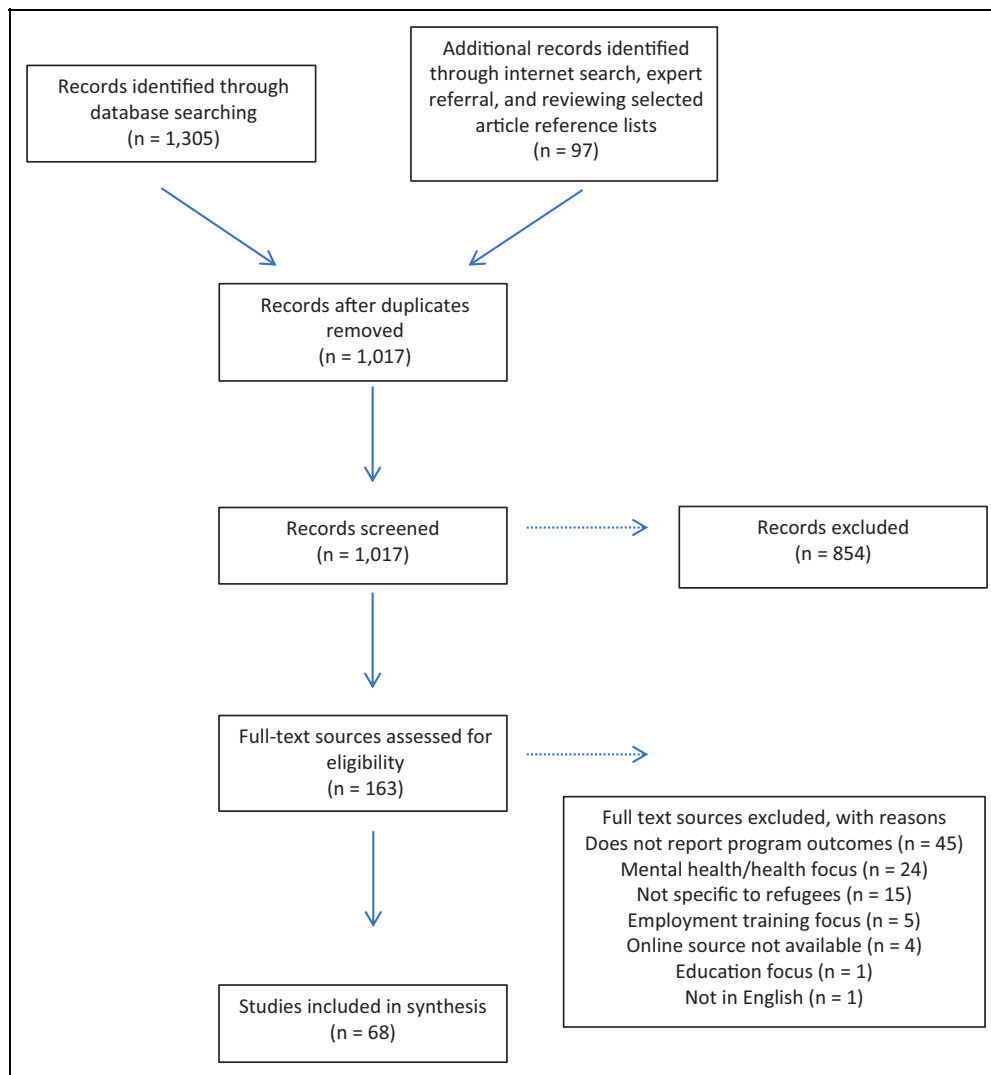 Records identified through
database searching
(n = 1,305)
Additional records identified
through internet search, expert
referral, and reviewing selected
article reference lists
(n = 97)
Records after duplicates
removed
(n = 1,017)
Records screened
(n = 1,017)
Records excluded
(n = 854)
Full-text sources assessed for
eligibility
(n = 163)
Full text sources excluded, with reasons
Does not report program outcomes (n = 45)
Mental health/health focus (n = 24)
Not specific to refugees (n = 15)
Employment training focus (n = 5)
Online source not available (n = 4)
Education focus (n = 1)
Not in English (n = 1)
Studies included in synthesis
(n = 68)